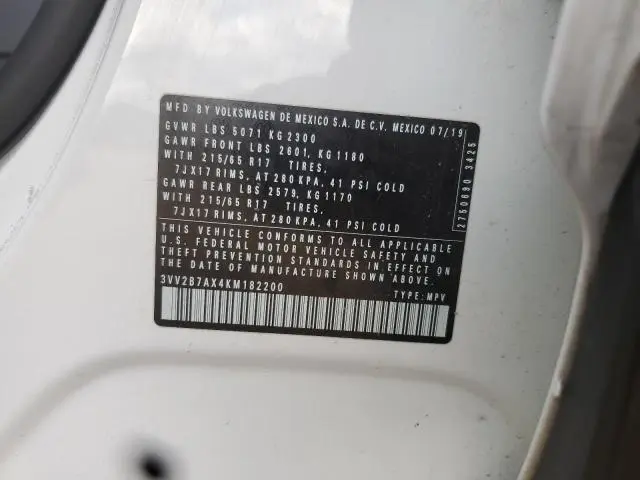 MFD BY VOLKSWAGEN DE MEXICO S.A. DE C.V. MEXICO 07/19
GVWR LBS 5071 KG 2300
GAWR FRONT LBS 2601, KG 1180
WITH 215/65 R17 TIRES,
7JX17 RIMS, AT 280 KPA, 41 PSI COLD
GAWR REAR LBS 2579, KG 1170
WITH 215/65 R17 TIRES,
7JX17 RIMS, AT 280 KPA, 41 PSI COLD
THIS VEHICLE CONFORMS TO ALL APPLICABLE
U.S. FEDERAL MOTOR VEHICLE SAFETY AND
THEFT PREVENTION STANDARDS IN EFFECT ON
THE DATE OF MANUFACTURE SHOWN ABOVE.
3VV2B7AX4KM182200
TYPE: MPV
2750690 3425